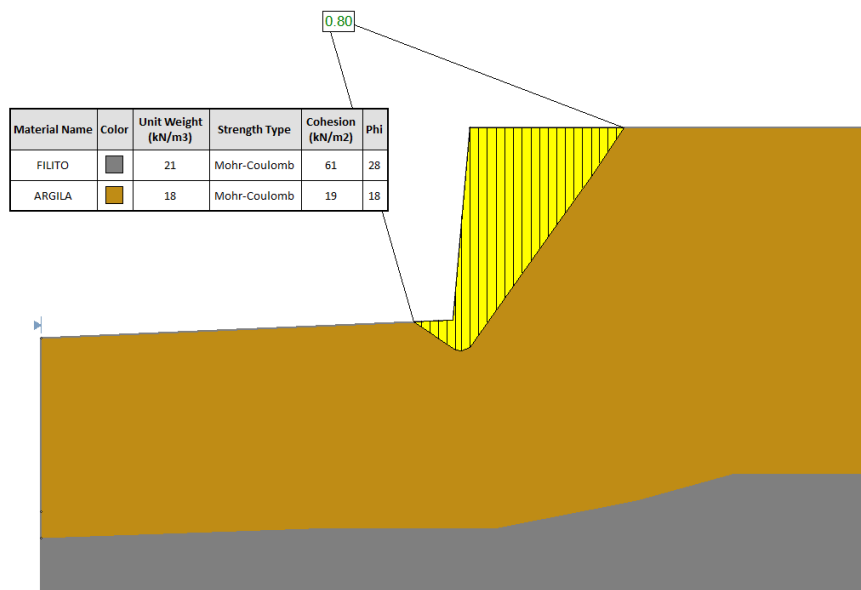 0.80
Material Name Color Unit Weight (kN/m3) Strength Type Cohesion (kN/m2) Phi
FILITO 21 Mohr-Coulomb 61 28
ARGILA 18 Mohr-Coulomb 19 18